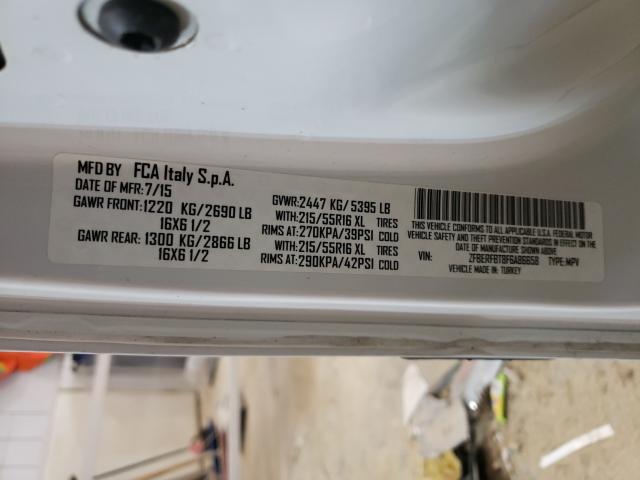 MFD BY FCA Italy S.p.A.
DATE OF MFR: 7/15
GAWR FRONT: 1220 KG/2690 LB
16X6 1/2
GAWR REAR: 1300 KG/2866 LB
16X6 1/2
GVWR: 2447 KG/ 5395 LB
WITH: 215/55R16 XL TIRES
RIMS AT: 270KPA/39PSI COLD
WITH: 215/55R16 XL TIRES
RIMS AT: 290KPA/42PSI COLD
THIS VEHICLE CONFORMS TO ALL APPLICABLE U.S.A. FEDERAL MOTOR
VEHICLE SAFETY AND THEFT PREVENTION STANDARDS IN EFFECT ON THE
DATE OF MANUFACTURE SHOWN ABOVE.
VIN: ZFBERFBT8F6A86658 TYPE: MPV
VEHICLE MADE IN: TURKEY